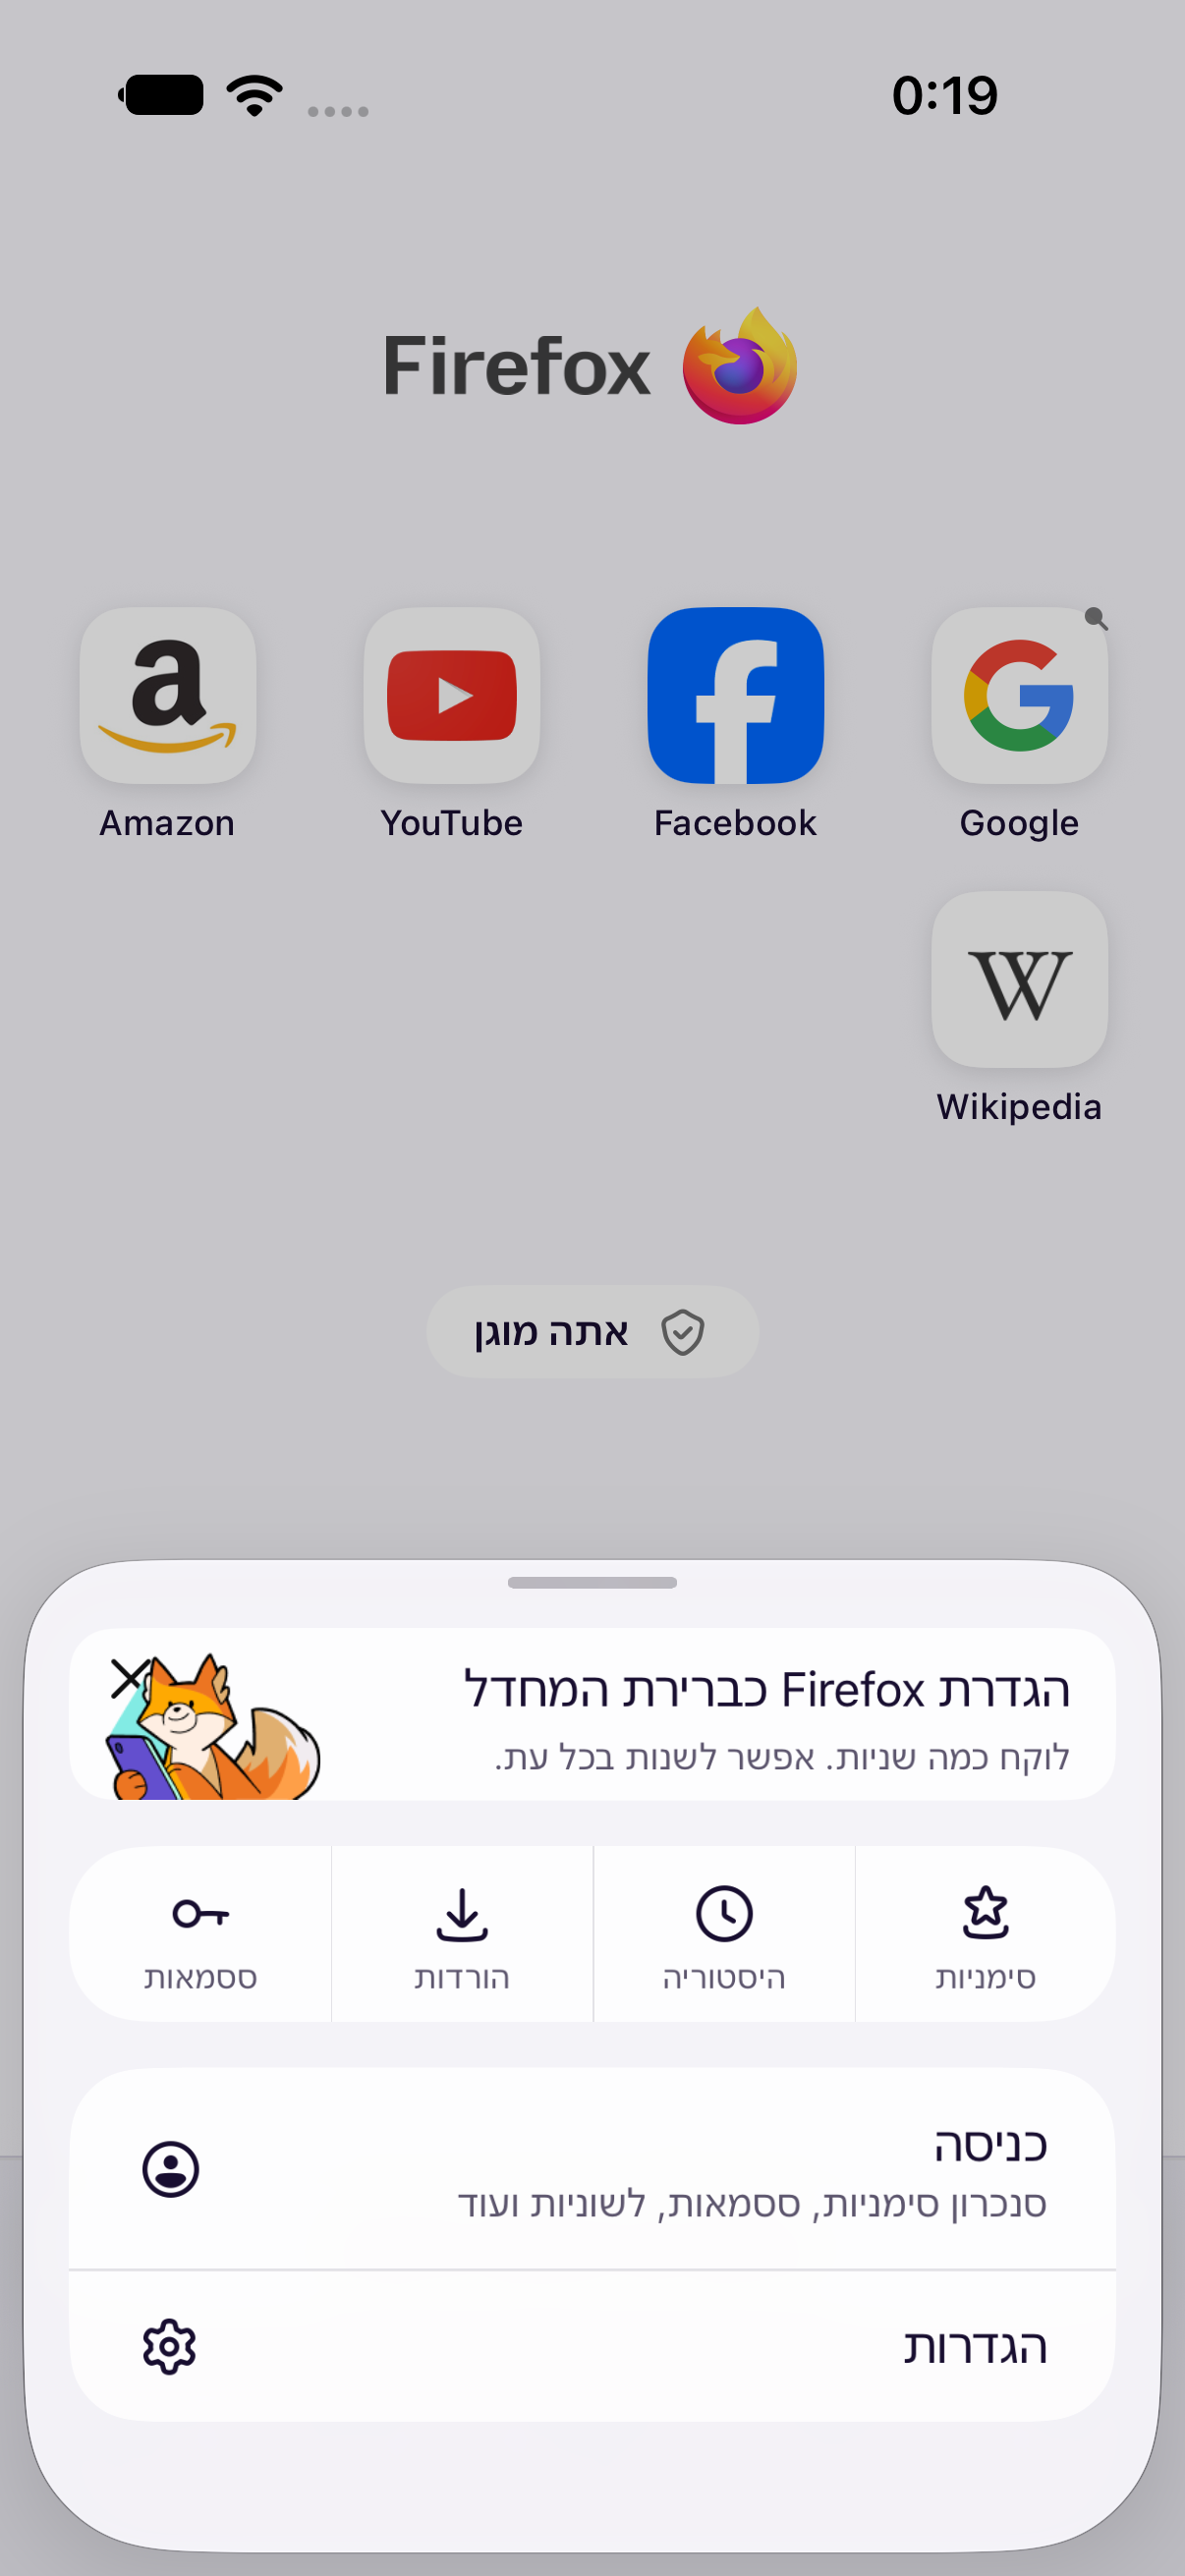 0:19
Firefox
Google
Facebook
YouTube
Amazon
Wikipedia
אתה מוגן
הגדרת Firefox כברירת המחדל
לוקח כמה שניות. אפשר לשנות בכל עת.
סימניות
היסטוריה
הורדות
ססמאות
כניסה
סנכרון סימניות, ססמאות, לשוניות ועוד
הגדרות